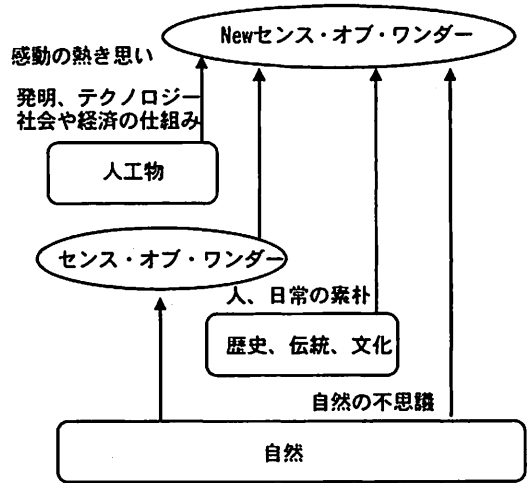 Newセンス・オブ・ワンダー
感動の熱き思い
発明、テクノロジー
社会や経済の仕組み
人工物
センス・オブ・ワンダー
人、日常の素朴
歴史、伝統、文化
自然の不思議
自然